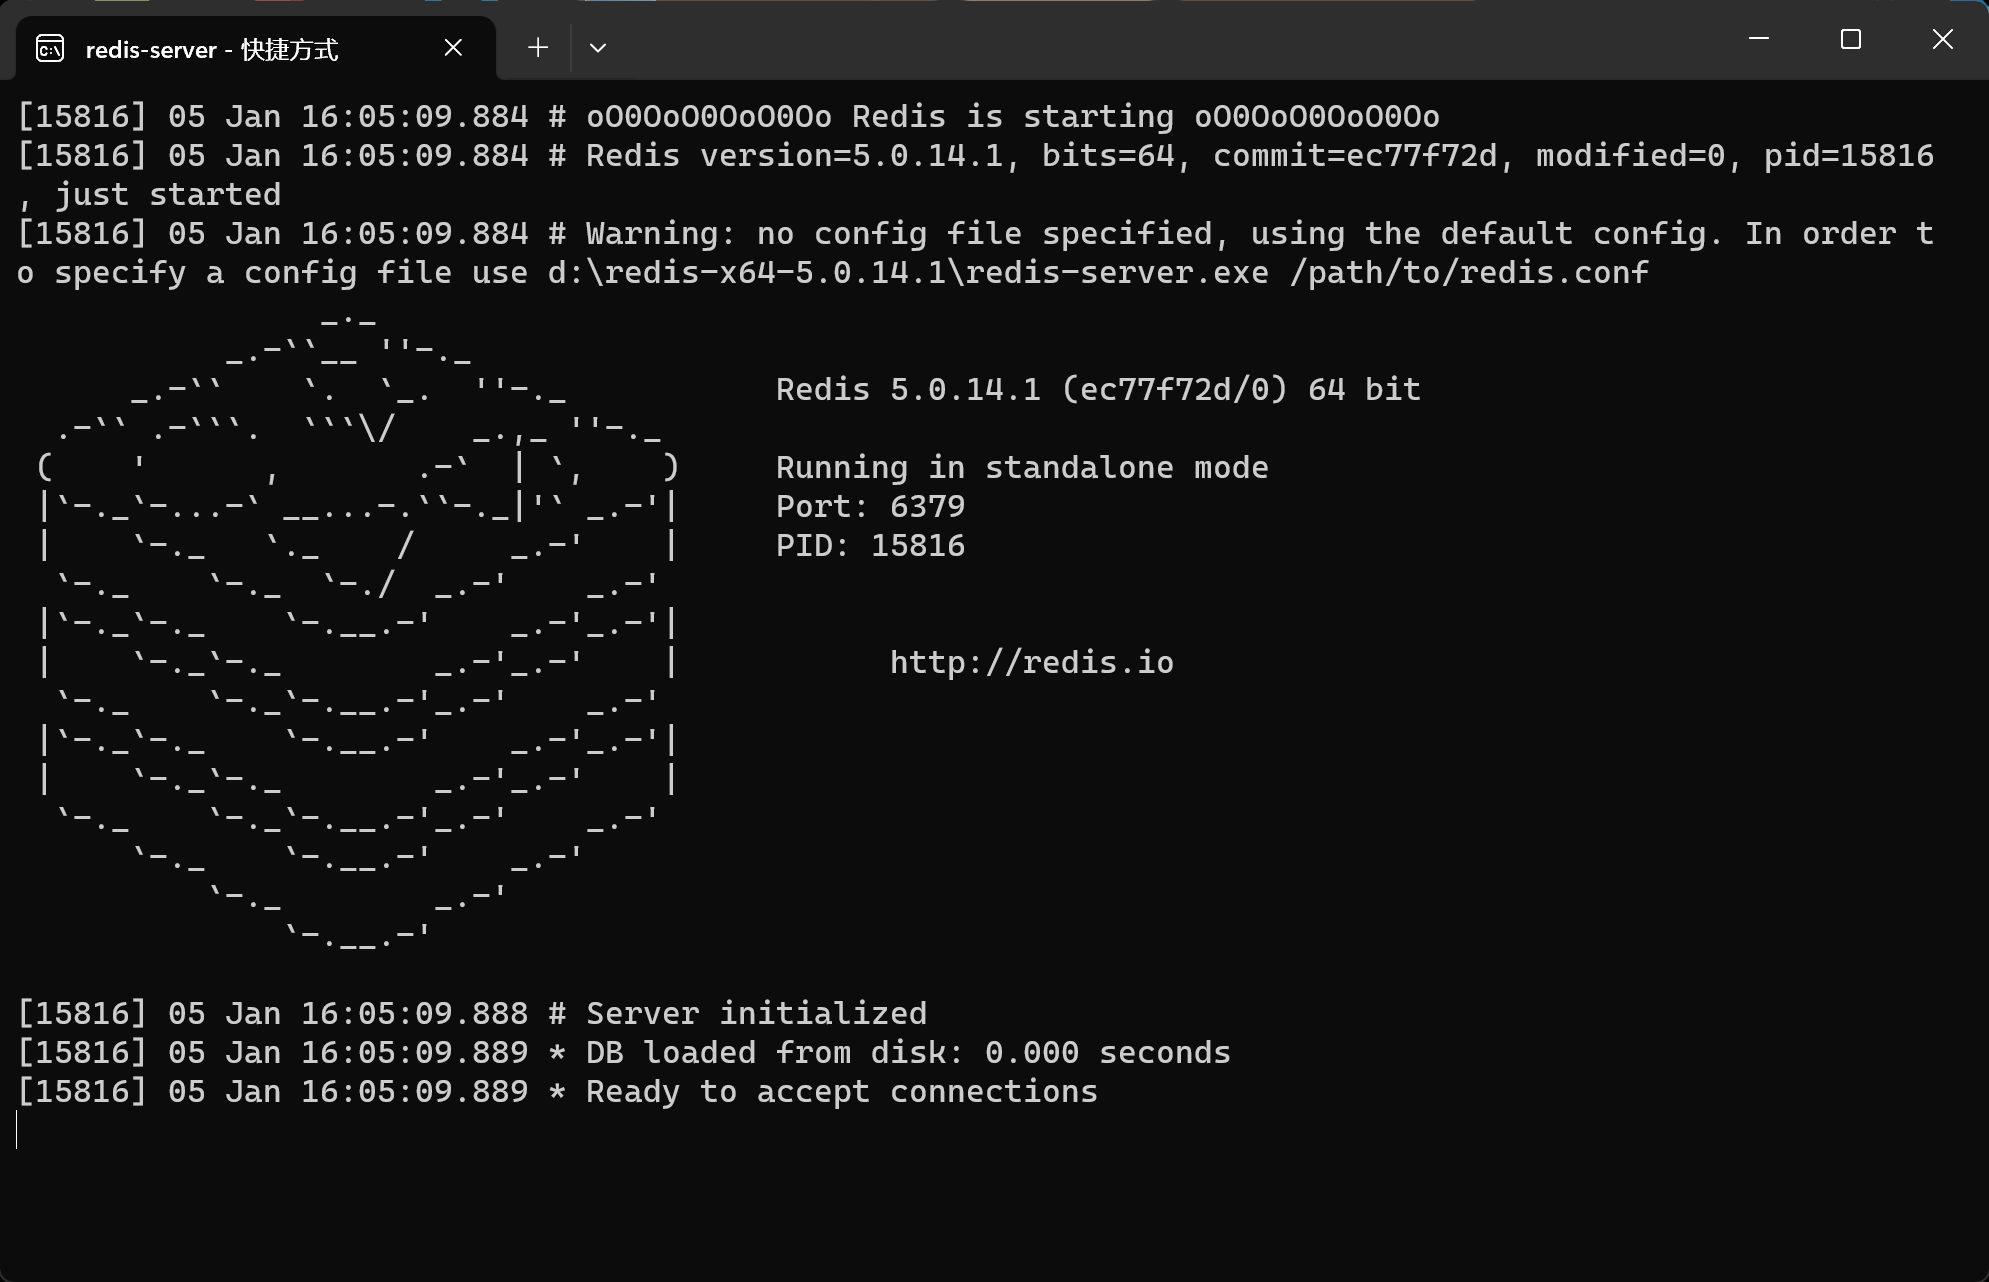 redis-server - 快捷方式
[15816] 05 Jan 16:05:09.884 # oO0OoO0OoO0Oo Redis is starting oO0OoO0OoO0Oo
[15816] 05 Jan 16:05:09.884 # Redis version=5.0.14.1, bits=64, commit=ec77f72d, modified=0, pid=15816
, just started
[15816] 05 Jan 16:05:09.884 # Warning: no config file specified, using the default config. In order t
o specify a config file use d:\redis-x64-5.0.14.1\redis-server.exe /path/to/redis.conf
Redis 5.0.14.1 (ec77f72d/0) 64 bit
Running in standalone mode
Port: 6379
PID: 15816
http://redis.io
[15816] 05 Jan 16:05:09.888 # Server initialized
[15816] 05 Jan 16:05:09.889 * DB loaded from disk: 0.000 seconds
[15816] 05 Jan 16:05:09.889 * Ready to accept connections